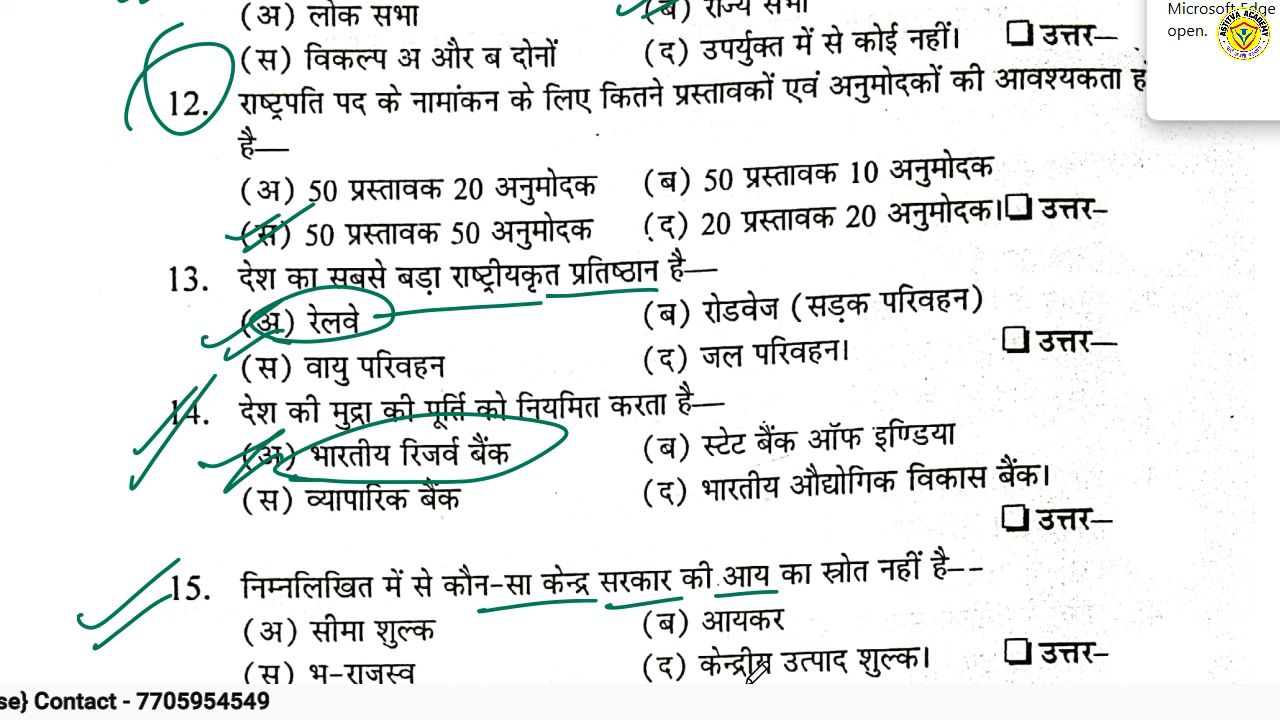 (अ) लोक सभा
(ब) राज्य सभा
(स) विकल्प अ और ब दोनों
(द) उपर्युक्त में से कोई नहीं।
उत्तर—
12. राष्ट्रपति पद के नामांकन के लिए कितने प्रस्तावकों एवं अनुमोदकों की आवश्यकता
है—
(अ) 50 प्रस्तावक 20 अनुमोदक
(ब) 50 प्रस्तावक 10 अनुमोदक
(स) 50 प्रस्तावक 50 अनुमोदक
(द) 20 प्रस्तावक 20 अनुमोदक।
उत्तर–
13. देश का सबसे बड़ा राष्ट्रीयकृत प्रतिष्ठान है—
(अ) रेलवे
(ब) रोडवेज (सड़क परिवहन)
(स) वायु परिवहन
(द) जल परिवहन।
उत्तर—
14. देश की मुद्रा की पूर्ति को नियमित करता है—
(अ) भारतीय रिजर्व बैंक
(ब) स्टेट बैंक ऑफ इण्डिया
(स) व्यापारिक बैंक
(द) भारतीय औद्योगिक विकास बैंक।
उत्तर—
15. निम्नलिखित में से कौन-सा केन्द्र सरकार की आय का स्रोत नहीं है--
(अ) सीमा शुल्क
(ब) आयकर
(स) भू-राजस्व
(द) केन्द्रीय उत्पाद शुल्क।
उत्तर–
Microsoft Edge
open.
ASTITVA ACADEMY
se} Contact - 7705954549